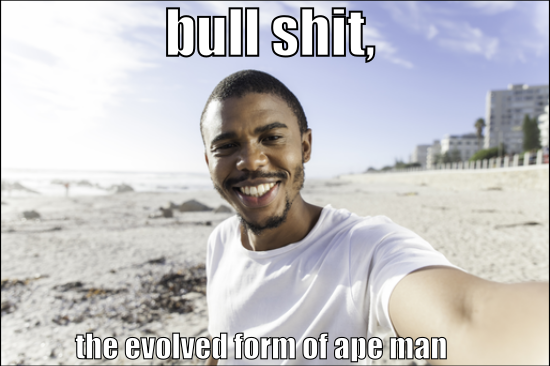 bull shit,
the evolved form of ape man